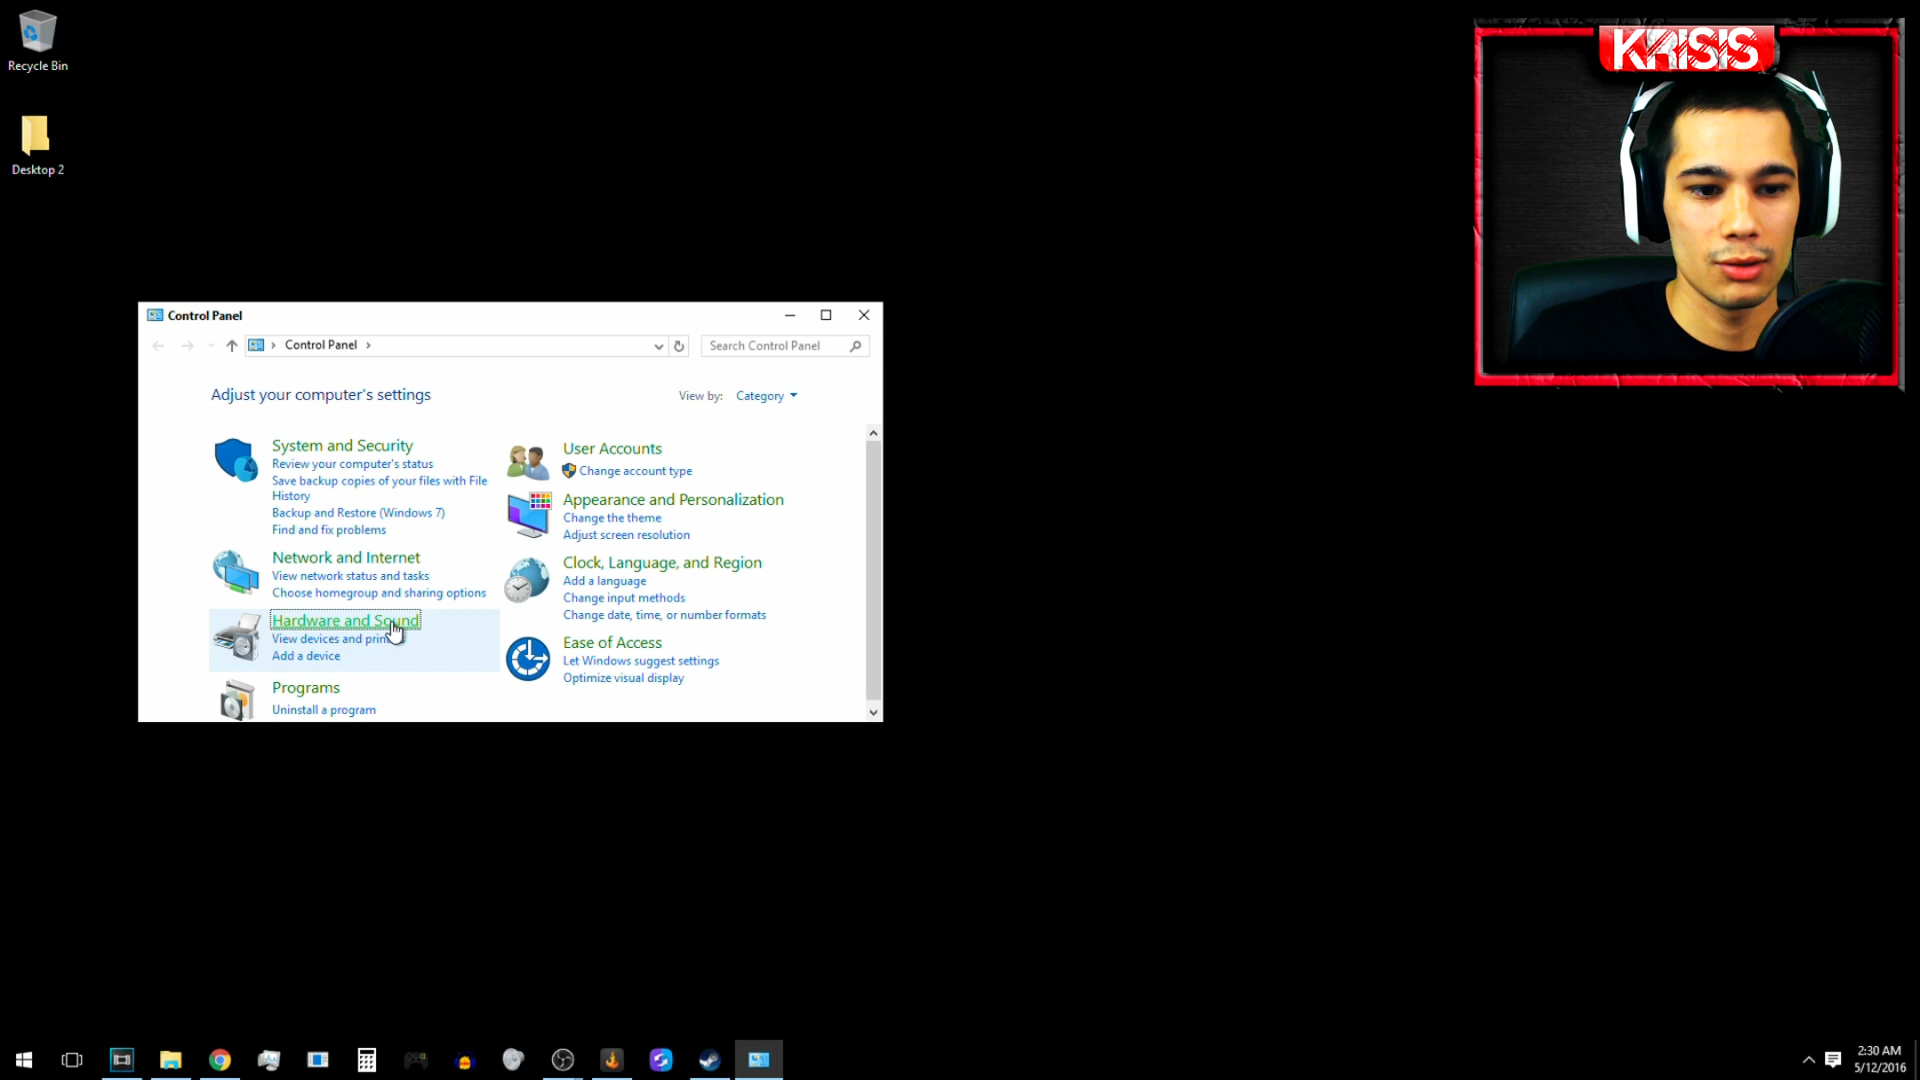 Recycle Bin
Desktop 2
KRISIS
Control Panel
Control Panel
Search Control Panel
Adjust your computer's settings
View by: Category
System and Security
Review your computer's status
Save backup copies of your files with File
History
Backup and Restore (Windows 7)
Find and fix problems
Network and Internet
View network status and tasks
Choose homegroup and sharing options
Hardware and Sound
View devices and prin
Add a device
Programs
Uninstall a program
User Accounts
Change account type
Appearance and Personalization
Change the theme
Adjust screen resolution
Clock, Language, and Region
Add a language
Change input methods
Change date, time, or number formats
Ease of Access
Let Windows suggest settings
Optimize visual display
2:30 AM
5/12/2016